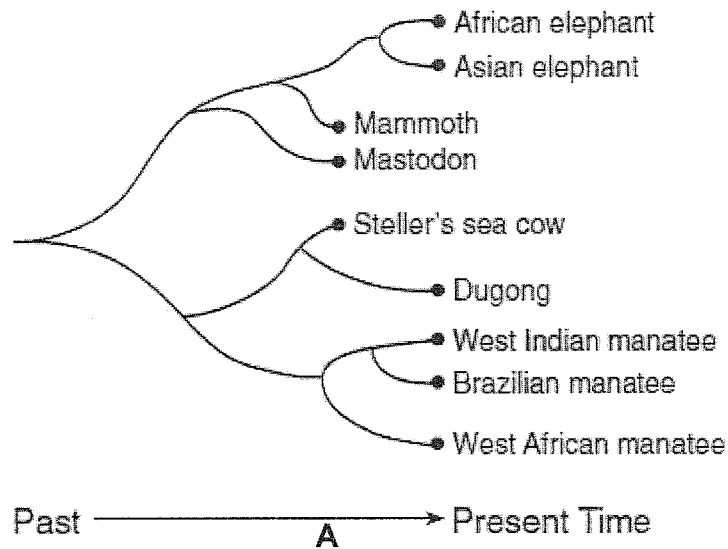 African elephant
Asian elephant
Mammoth
Mastodon
Steller's sea cow
Dugong
West Indian manatee
Brazilian manatee
West African manatee
Past
A
Present Time